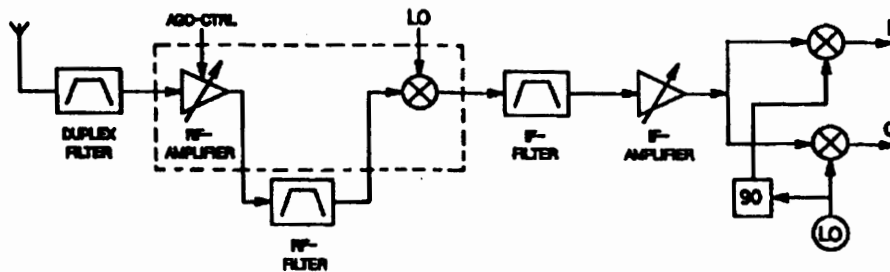 AGC-CTRL
LO
I
Q
DUPLEX
FILTER
RF-
AMPLIFIER
RF-
FILTER
IF-
FILTER
IF-
AMPLIFIER
90
LO